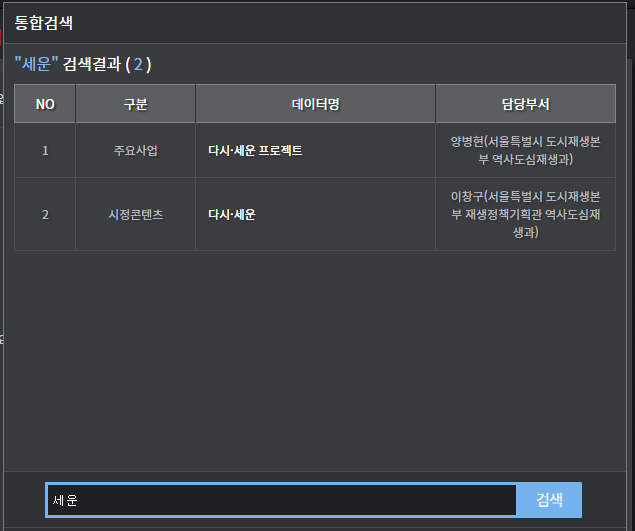 통합검색
"세운" 검색결과 ( 2 )
NO 구분 데이터명 담당부서
1 주요사업 다시·세운 프로젝트 양병현(서울특별시 도시재생본
부 역사도심재생과)
2 시정콘텐츠 다시·세운 이창구(서울특별시 도시재생본
부 재생정책기획관 역사도심재
생과)
세운 검색